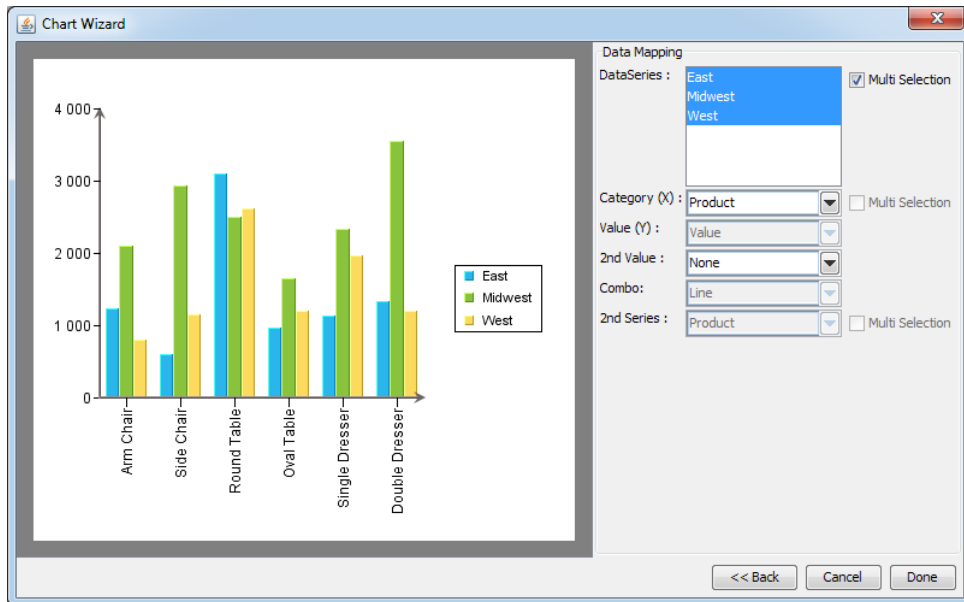 Chart Wizard
4 000
3 000
2 000
1 000
0
Arm Chair
Side Chair
Round Table
Oval Table
Single Dresser
Double Dresser
East
Midwest
West
Data Mapping
DataSeries :
East
Midwest
West
Multi Selection
Category (X) : Product Multi Selection
Value (Y) : Value
2nd Value : None
Combo: Line
2nd Series : Product Multi Selection
<< Back Cancel Done